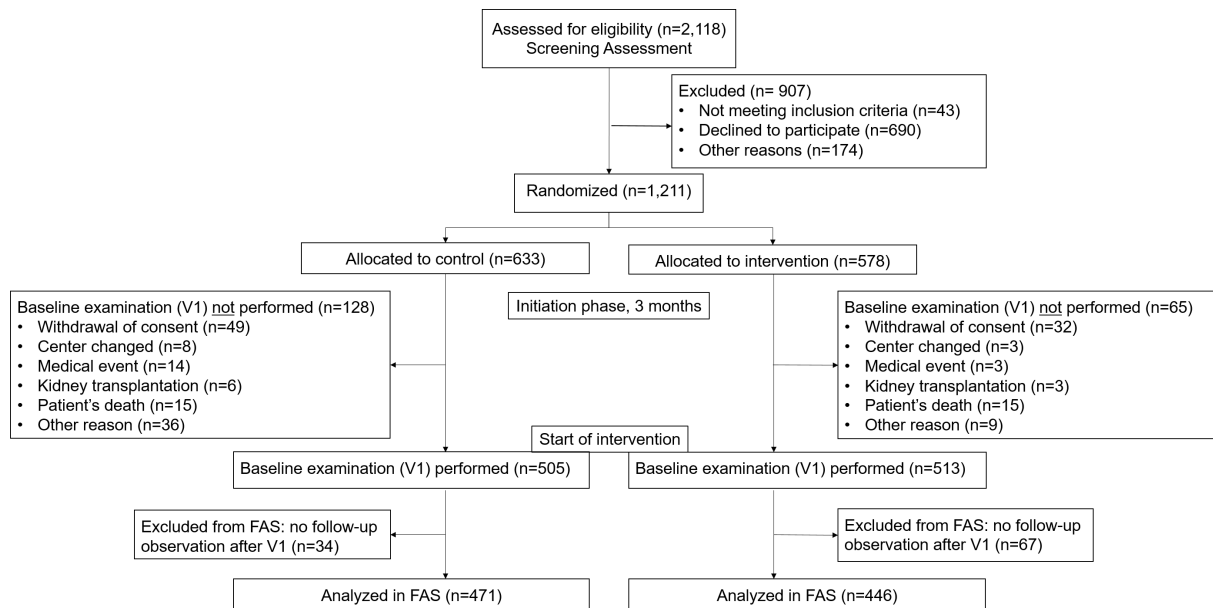 Assessed for eligibility (n=2,118)
Screening Assessment
Excluded (n= 907)
• Not meeting inclusion criteria (n=43)
• Declined to participate (n=690)
• Other reasons (n=174)
Randomized (n=1,211)
Allocated to control (n=633)
Allocated to intervention (n=578)
Initiation phase, 3 months
Baseline examination (V1) not performed (n=128)
• Withdrawal of consent (n=49)
• Center changed (n=8)
• Medical event (n=14)
• Kidney transplantation (n=6)
• Patient's death (n=15)
• Other reason (n=36)
Baseline examination (V1) not performed (n=65)
• Withdrawal of consent (n=32)
• Center changed (n=3)
• Medical event (n=3)
• Kidney transplantation (n=3)
• Patient's death (n=15)
• Other reason (n=9)
Start of intervention
Baseline examination (V1) performed (n=505)
Baseline examination (V1) performed (n=513)
Excluded from FAS: no follow-up
observation after V1 (n=34)
Excluded from FAS: no follow-up
observation after V1 (n=67)
Analyzed in FAS (n=471)
Analyzed in FAS (n=446)